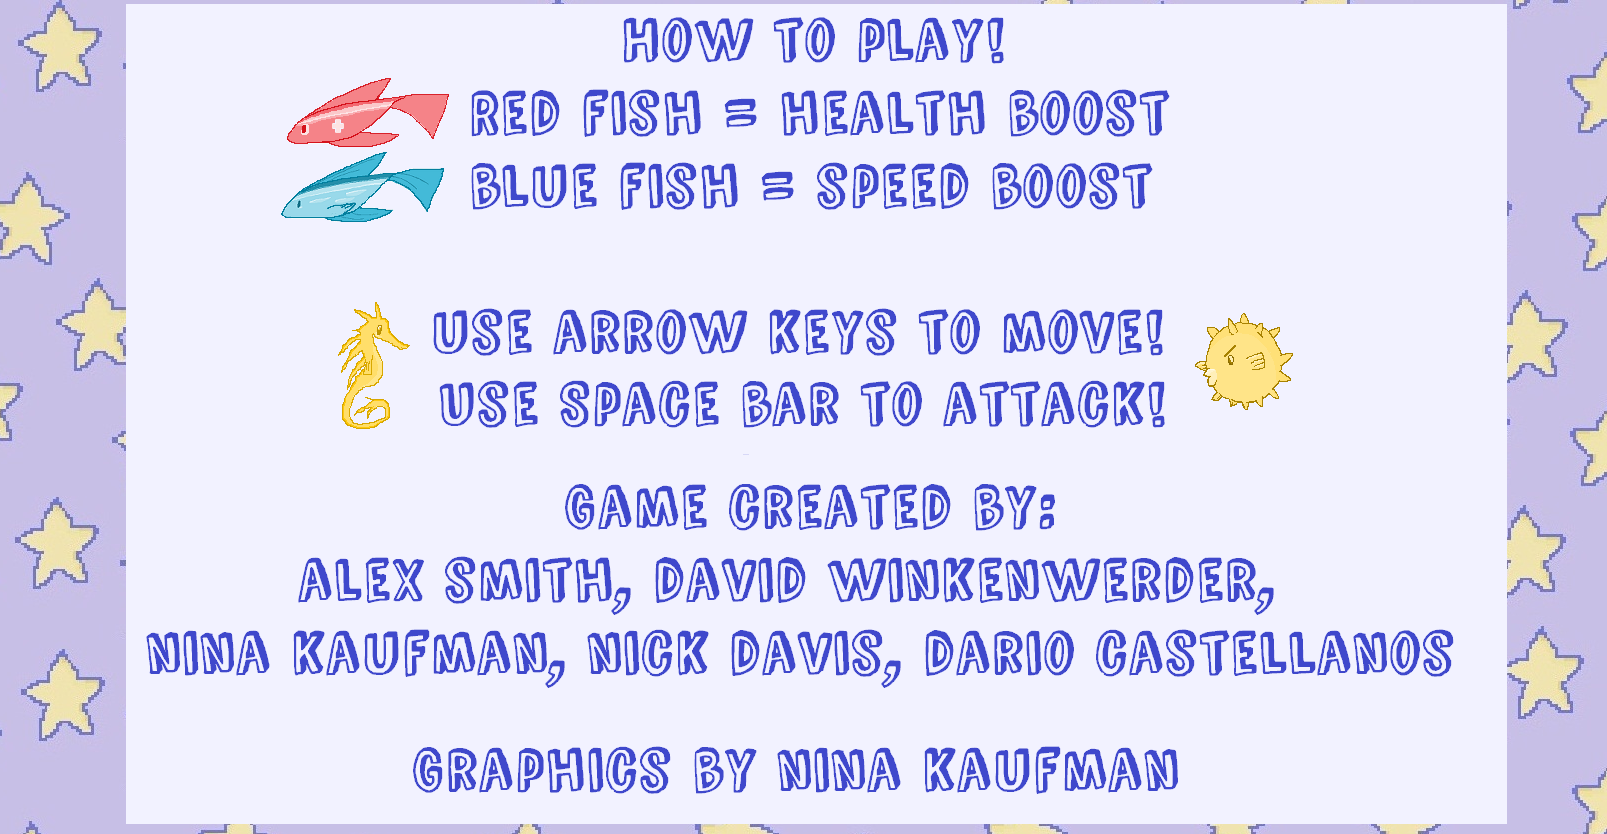 HOW TO PLAY!
RED FISH = HEALTH BOOST
BLUE FISH = SPEED BOOST
USE ARROW KEYS TO MOVE!
USE SPACE BAR TO ATTACK!
GAME CREATED BY:
ALEX SMITH, DAVID WINKENWERDER,
NINA KAUFMAN, NICK DAVIS, DARIO CASTELLANOS
GRAPHICS BY NINA KAUFMAN